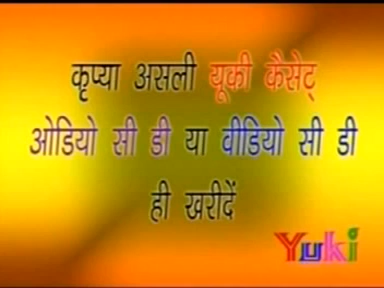 कृप्या असली यूकी कैसेट्
ओडियो सी डी या वीडियो सी डी
ही खरीदें
Yuki